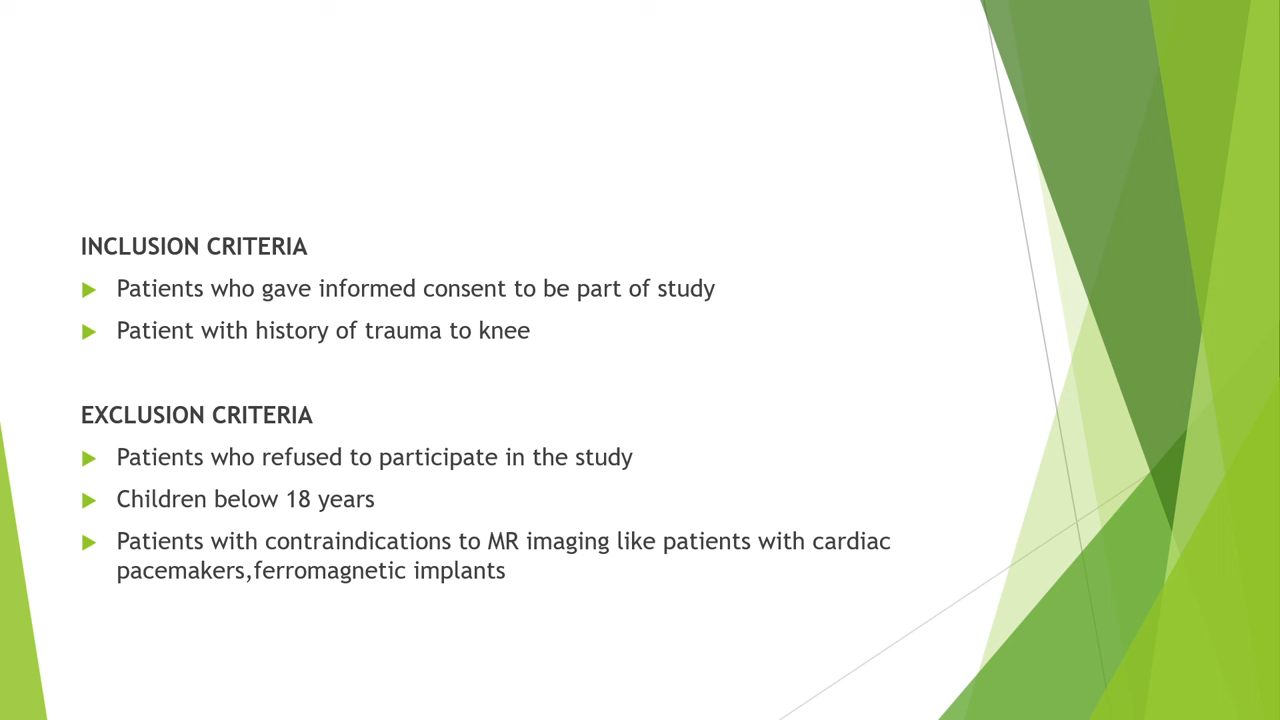 INCLUSION CRITERIA
Patients who gave informed consent to be part of study
Patient with history of trauma to knee
EXCLUSION CRITERIA
Patients who refused to participate in the study
Children below 18 years
Patients with contraindications to MR imaging like patients with cardiac
pacemakers,ferromagnetic implants